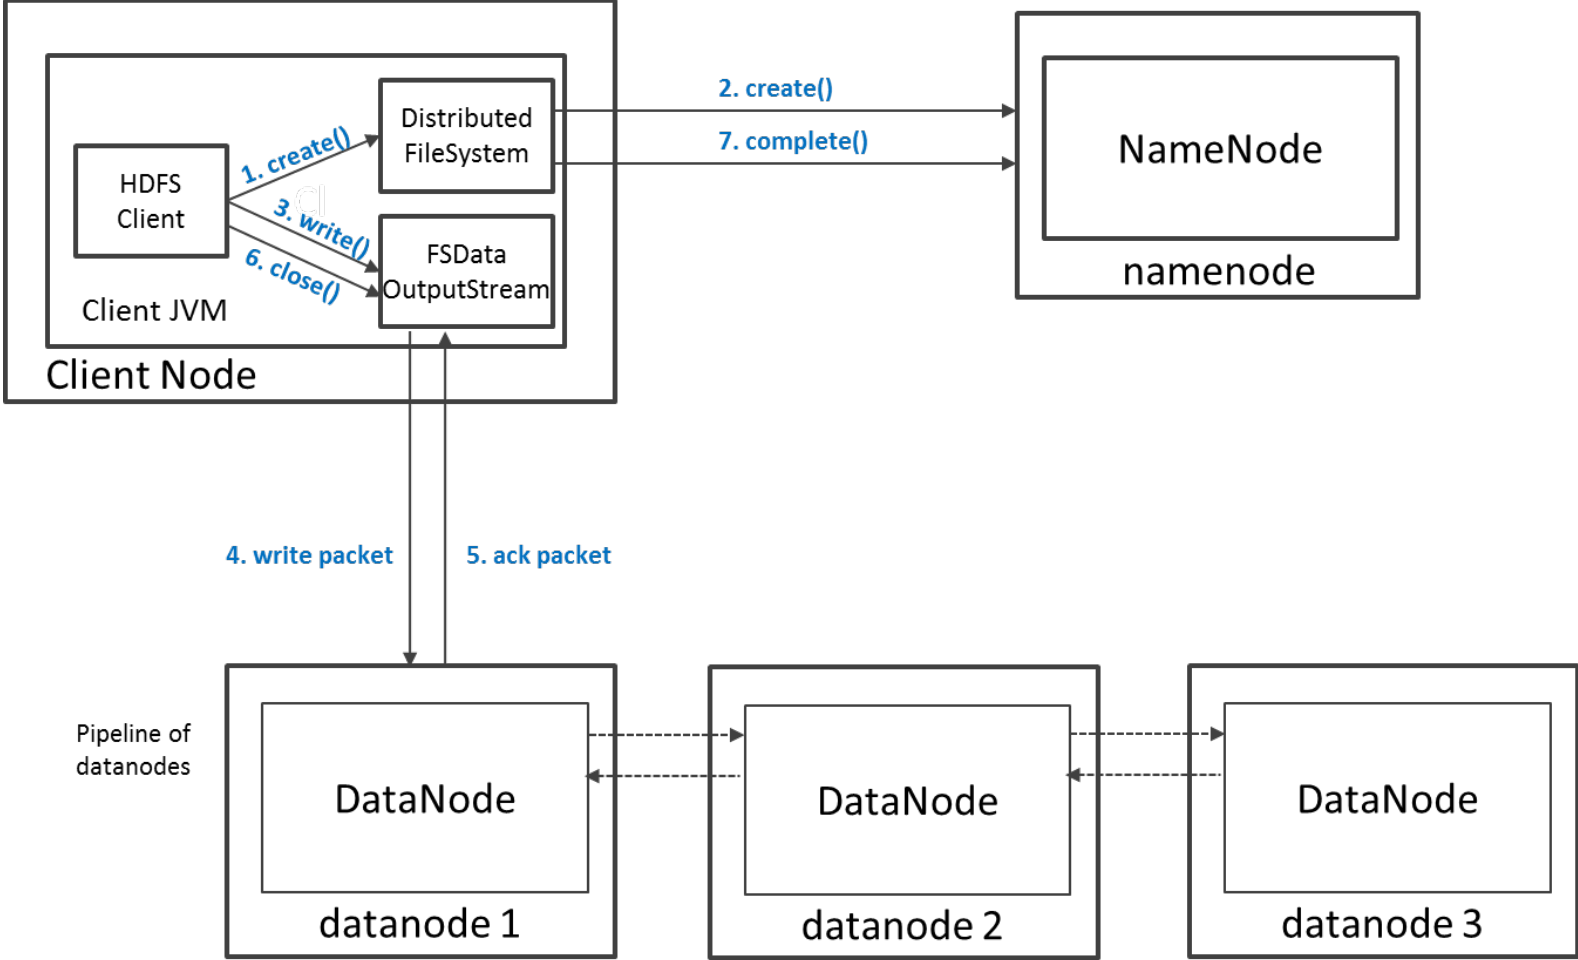 1. create()
Distributed
FileSystem
2. create()
7. complete()
NameNode
namenode
HDFS
Client
CI
3. write()
6. close()
FSData
OutputStream
Client JVM
Client Node
4. write packet
5. ack packet
Pipeline of
datanodes
DataNode
datanode 1
DataNode
datanode 2
DataNode
datanode 3